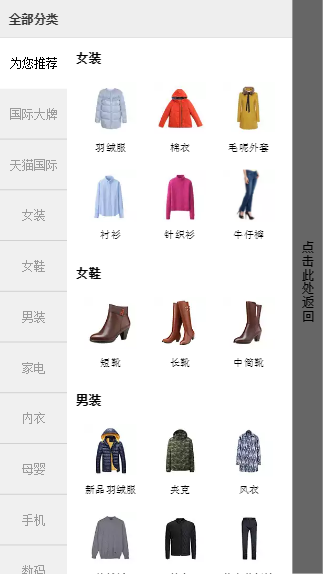 全部分类
为您推荐
国际大牌
天猫国际
女装
女鞋
男装
家电
内衣
母婴
手机
数码
女装
羽绒服
棉衣
毛呢外套
衬衫
针织衫
牛仔裤
女鞋
短靴
长靴
中筒靴
男装
新品羽绒服
夹克
风衣
点击此处返回